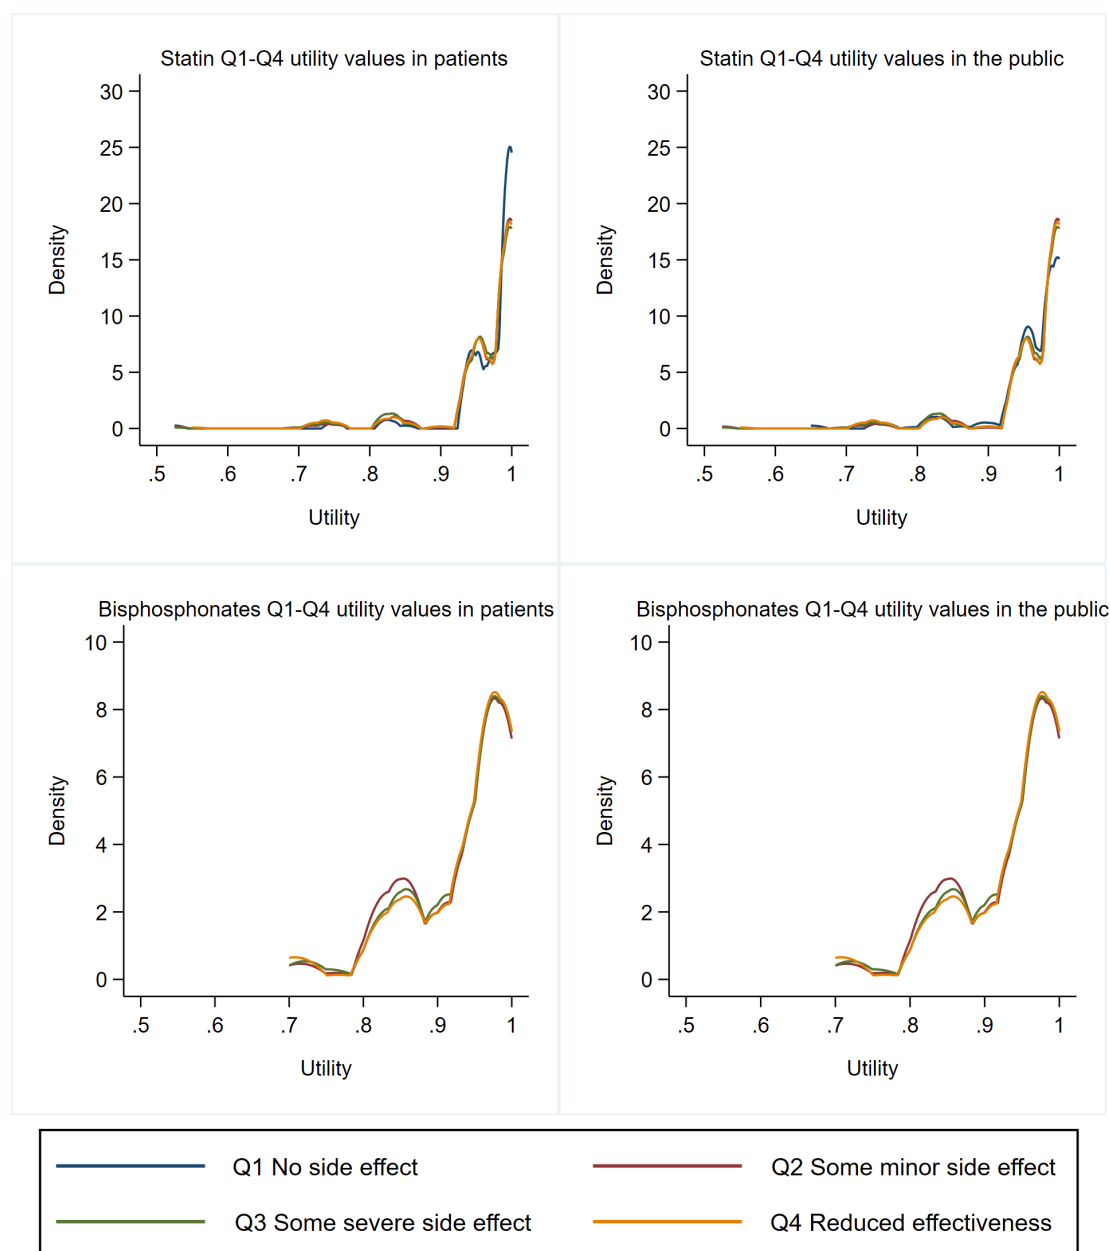 Statin Q1-Q4 utility values in patients
Density
30
25
20
15
10
5
0
.5 .6 .7 .8 .9 1
Utility
Statin Q1-Q4 utility values in the public
Density
30
25
20
15
10
5
0
.5 .6 .7 .8 .9 1
Utility
Bisphosphonates Q1-Q4 utility values in patients
Density
10
8
6
4
2
0
.5 .6 .7 .8 .9 1
Utility
Bisphosphonates Q1-Q4 utility values in the public
Density
10
8
6
4
2
0
.5 .6 .7 .8 .9 1
Utility
Q1 No side effect
Q2 Some minor side effect
Q3 Some severe side effect
Q4 Reduced effectiveness